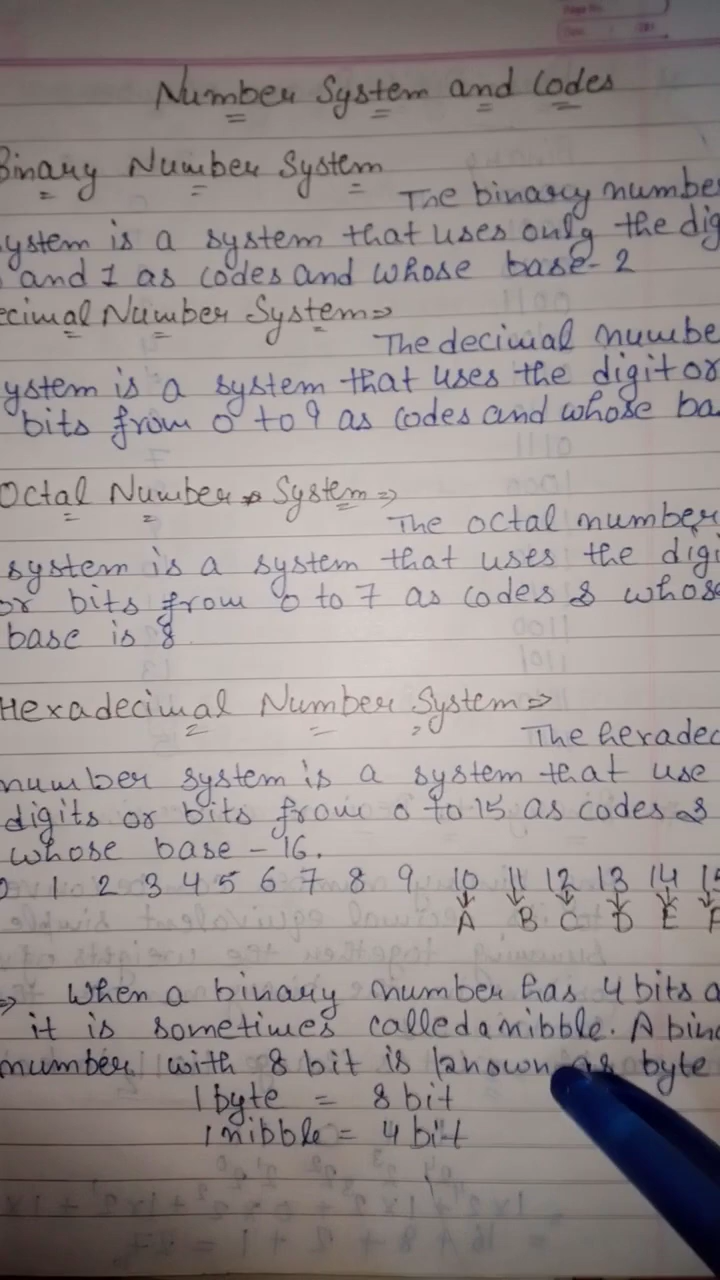 Number System and Codes
Binary Number System
The binary number
system is a system that uses only the dig
and 1 as codes and whose base-2
ecimal Number System⇒
The decimal numbe
ystem is a system that uses the digit or
bits from 0 to 9 as codes and whose ba
Octal Number System⇒
The octal number
system is a system that uses the digi
or bits from 0 to 7 as codes & whose
base is 8
Hexadecimal Number System⇒
The hexadec
number system is a system that use
digits or bits from 0 to 15 as codes &
whose base - 16.
0 1 2 3 4 5 6 7 8 9 10 11 12 13 14 15
A B C D E F
⇒ When a binary number has 4 bits a
it is sometimes called a nibble. A bina
number with 8 bit is known as byte
1 byte = 8 bit
1 nibble = 4 bit